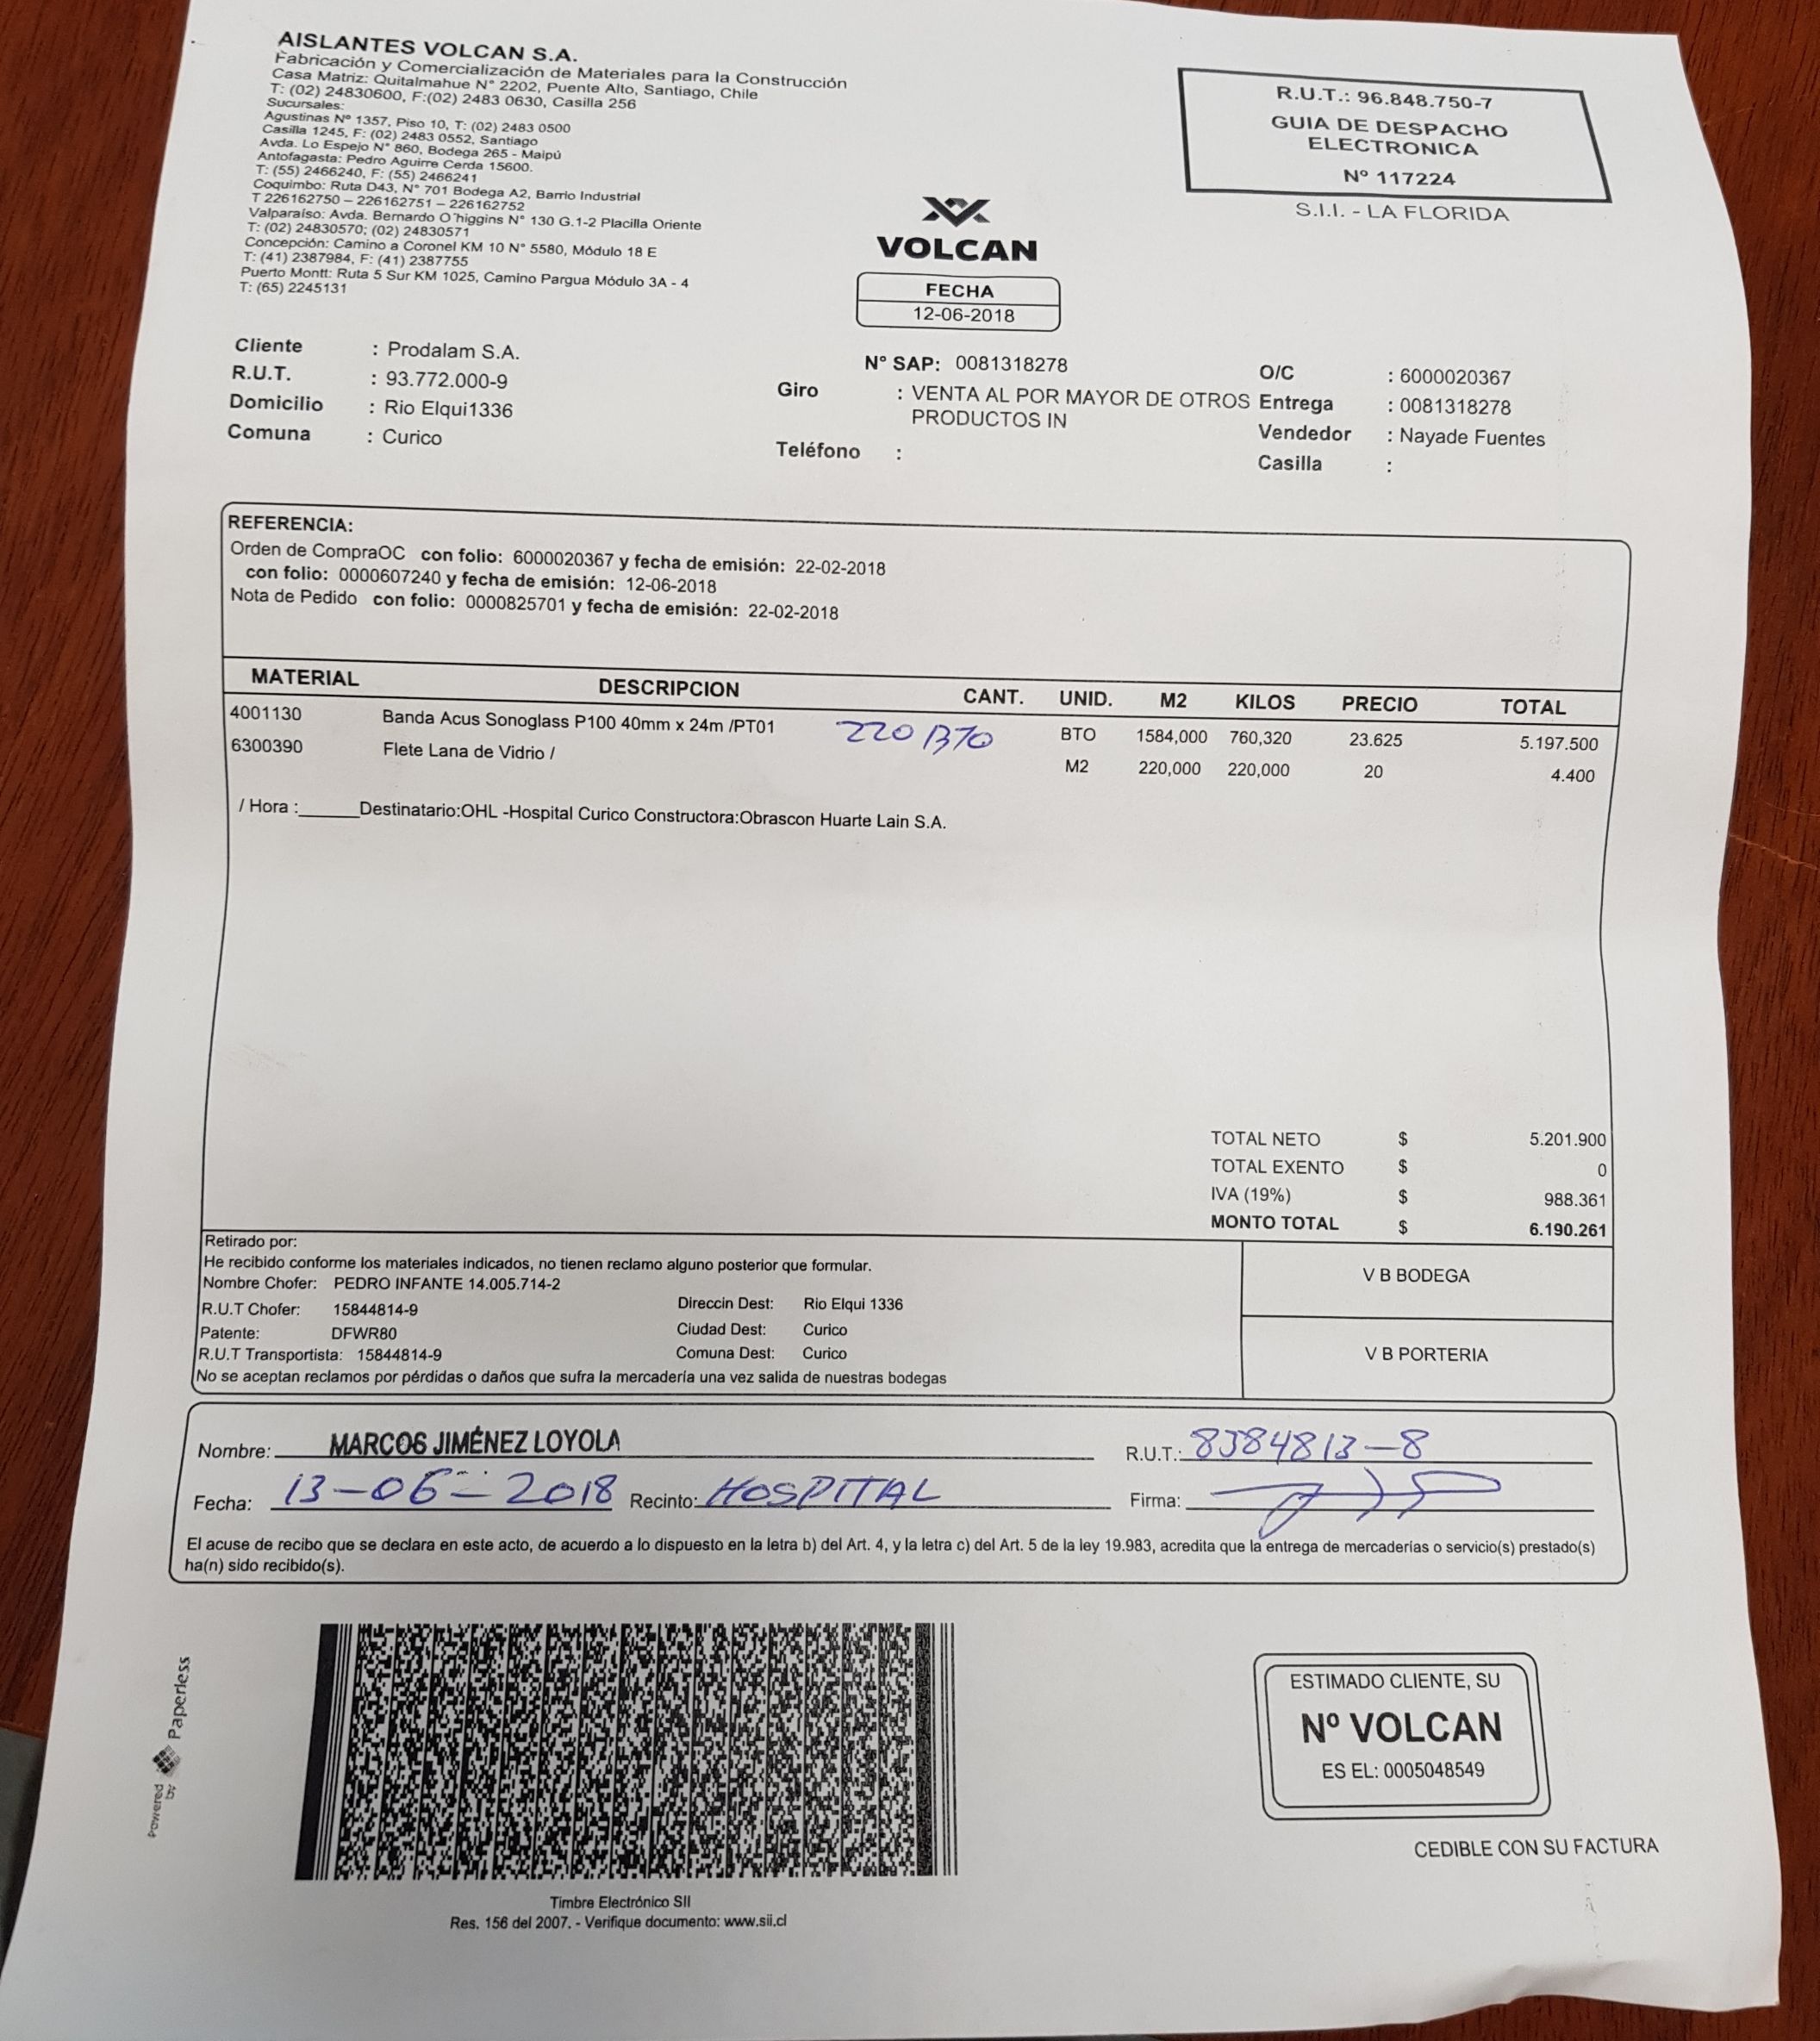 AISLANTES VOLCAN S.A.
Fabricación y Comercialización de Materiales para la Construcción
Casa Matriz: Quitalmahue N° 2202, Puente Alto, Santiago, Chile
T: (02) 24830600, F:(02) 2483 0630, Casilla 256
Sucursales:
Agustinas Nº 1357, Piso 10, T: (02) 2483 0500
Casilla 1245, F: (02) 2483 0552, Santiago
Avda. Lo Espejo N° 860, Bodega 265 - Maipú
Antofagasta: Pedro Aguirre Cerda 15600.
T: (55) 2466240, F: (55) 2466241
Coquimbo: Ruta D43, N° 701 Bodega A2, Barrio Industrial
T 226162750 – 226162751 – 226162752
Valparaíso: Avda. Bernardo O´higgins N° 130 G.1-2 Placilla Oriente
T: (02) 24830570; (02) 24830571
Concepción: Camino a Coronel KM 10 N° 5580, Módulo 18 E
T: (41) 2387984, F: (41) 2387755
Puerto Montt: Ruta 5 Sur KM 1025, Camino Pargua Módulo 3A - 4
T: (65) 2245131
R.U.T.: 96.848.750-7
GUIA DE DESPACHO
ELECTRONICA
Nº 117224
S.I.I. - LA FLORIDA
VOLCAN
FECHA
12-06-2018
Cliente : Prodalam S.A.
R.U.T. : 93.772.000-9
Domicilio : Rio Elqui1336
Comuna : Curico
Nº SAP: 0081318278
Giro : VENTA AL POR MAYOR DE OTROS
PRODUCTOS IN
Teléfono :
O/C : 6000020367
Entrega : 0081318278
Vendedor : Nayade Fuentes
Casilla :
REFERENCIA:
Orden de CompraOC con folio: 6000020367 y fecha de emisión: 22-02-2018
con folio: 0000607240 y fecha de emisión: 12-06-2018
Nota de Pedido con folio: 0000825701 y fecha de emisión: 22-02-2018
MATERIAL DESCRIPCION CANT. UNID. M2 KILOS PRECIO TOTAL
4001130 Banda Acus Sonoglass P100 40mm x 24m /PT01 220 BTO BTO 1584,000 760,320 23.625 5.197.500
6300390 Flete Lana de Vidrio / M2 220,000 220,000 20 4.400
/ Hora :______Destinatario:OHL -Hospital Curico Constructora:Obrascon Huarte Lain S.A.
TOTAL NETO $ 5.201.900
TOTAL EXENTO $ 0
IVA (19%) $ 988.361
MONTO TOTAL $ 6.190.261
Retirado por:
He recibido conforme los materiales indicados, no tienen reclamo alguno posterior que formular.
Nombre Chofer: PEDRO INFANTE 14.005.714-2
R.U.T Chofer: 15844814-9 Direccin Dest: Rio Elqui 1336
Patente: DFWR80 Ciudad Dest: Curico
R.U.T Transportista: 15844814-9 Comuna Dest: Curico
No se aceptan reclamos por pérdidas o daños que sufra la mercadería una vez salida de nuestras bodegas
V B BODEGA
V B PORTERIA
Nombre: MARCOS JIMÉNEZ LOYOLA R.U.T.: 8384813-8
Fecha: 13-06-2018 Recinto: HOSPITAL Firma:
El acuse de recibo que se declara en este acto, de acuerdo a lo dispuesto en la letra b) del Art. 4, y la letra c) del Art. 5 de la ley 19.983, acredita que la entrega de mercaderías o servicio(s) prestado(s)
ha(n) sido recibido(s).
Powered by Paperless
Timbre Electrónico SII
Res. 156 del 2007. - Verifique documento: www.sii.cl
ESTIMADO CLIENTE, SU
Nº VOLCAN
ES EL: 0005048549
CEDIBLE CON SU FACTURA